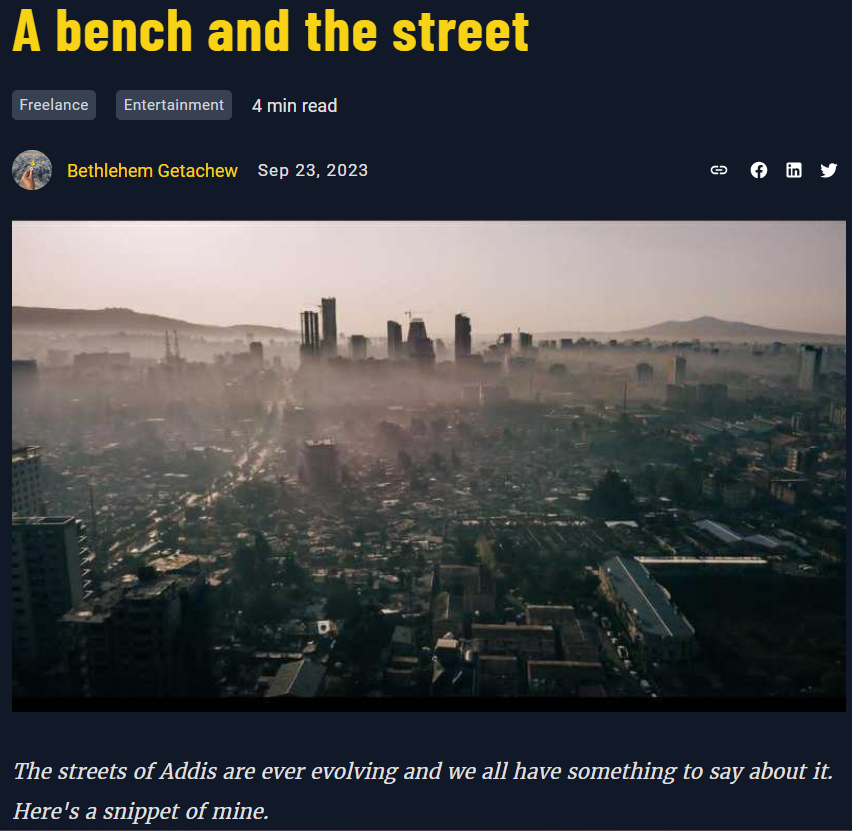 A bench and the street
Freelance Entertainment 4 min read
Bethlehem Getachew Sep 23, 2023
The streets of Addis are ever evolving and we all have something to say about it.
Here's a snippet of mine.